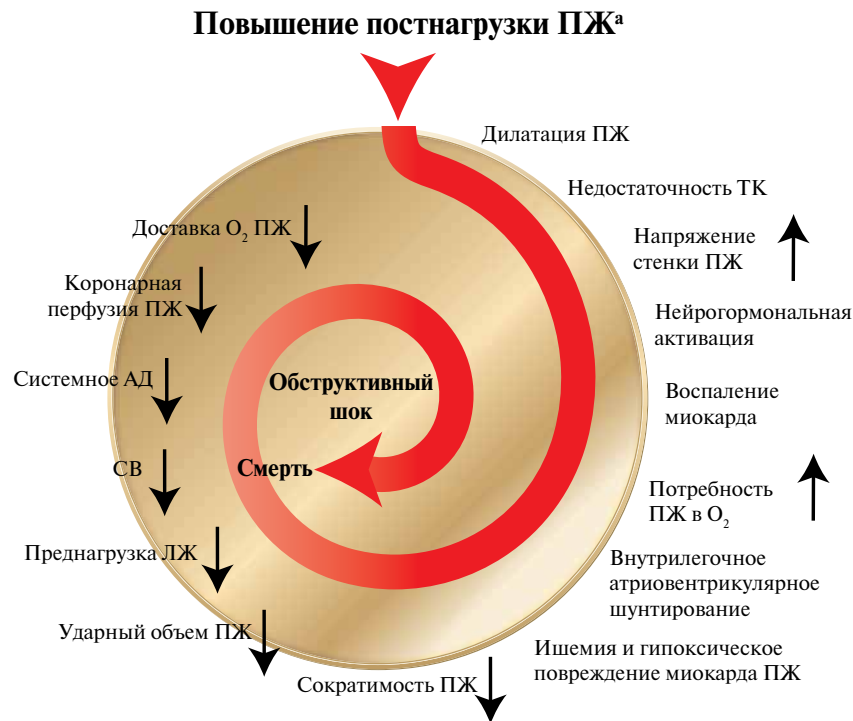 Повышение постнагрузки ПЖᵃ
Дилатация ПЖ
Недостаточность ТК
Напряжение
стенки ПЖ
Нейрогормональная
активация
Воспаление
миокарда
Потребность
ПЖ в O₂
Внутрилегочное
атриовентрикулярное
шунтирование
Ишемия и гипоксическое
повреждение миокарда ПЖ
Сократимость ПЖ
Ударный объем ПЖ
Преднагрузка ЛЖ
СВ
Системное АД
Коронарная
перфузия ПЖ
Доставка O₂ ПЖ
Обструктивный
шок
Смерть